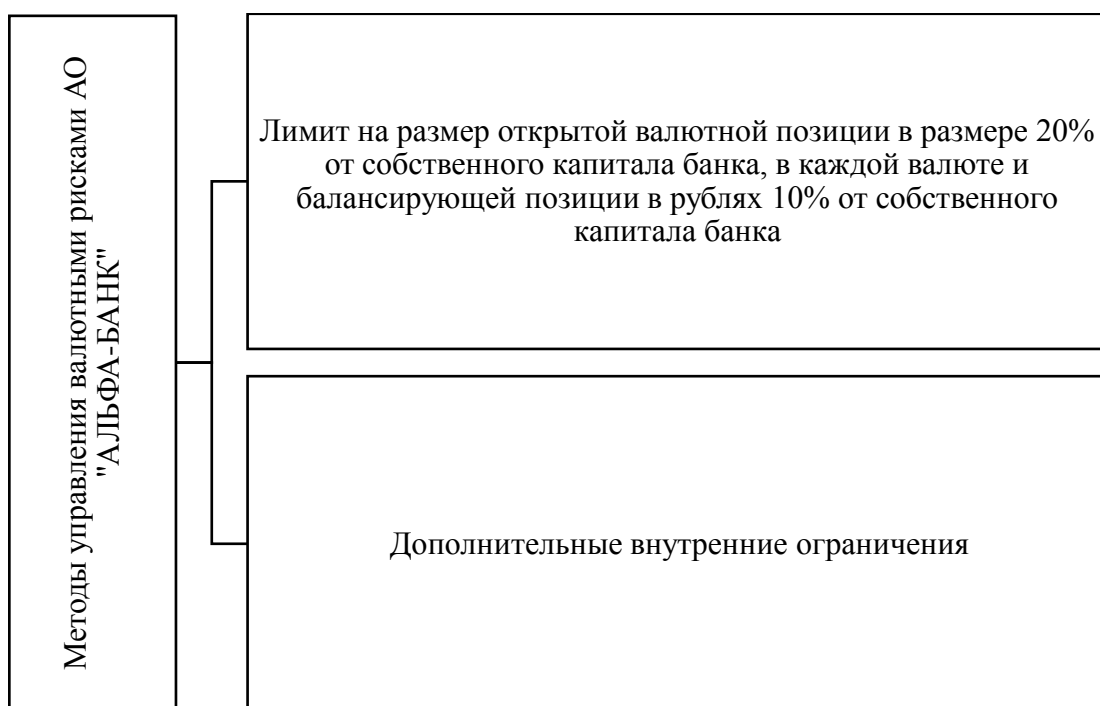 Методы управления валютными рисками АО
"АЛЬФА-БАНК"
Лимит на размер открытой валютной позиции в размере 20%
от собственного капитала банка, в каждой валюте и
балансирующей позиции в рублях 10% от собственного
капитала банка
Дополнительные внутренние ограничения